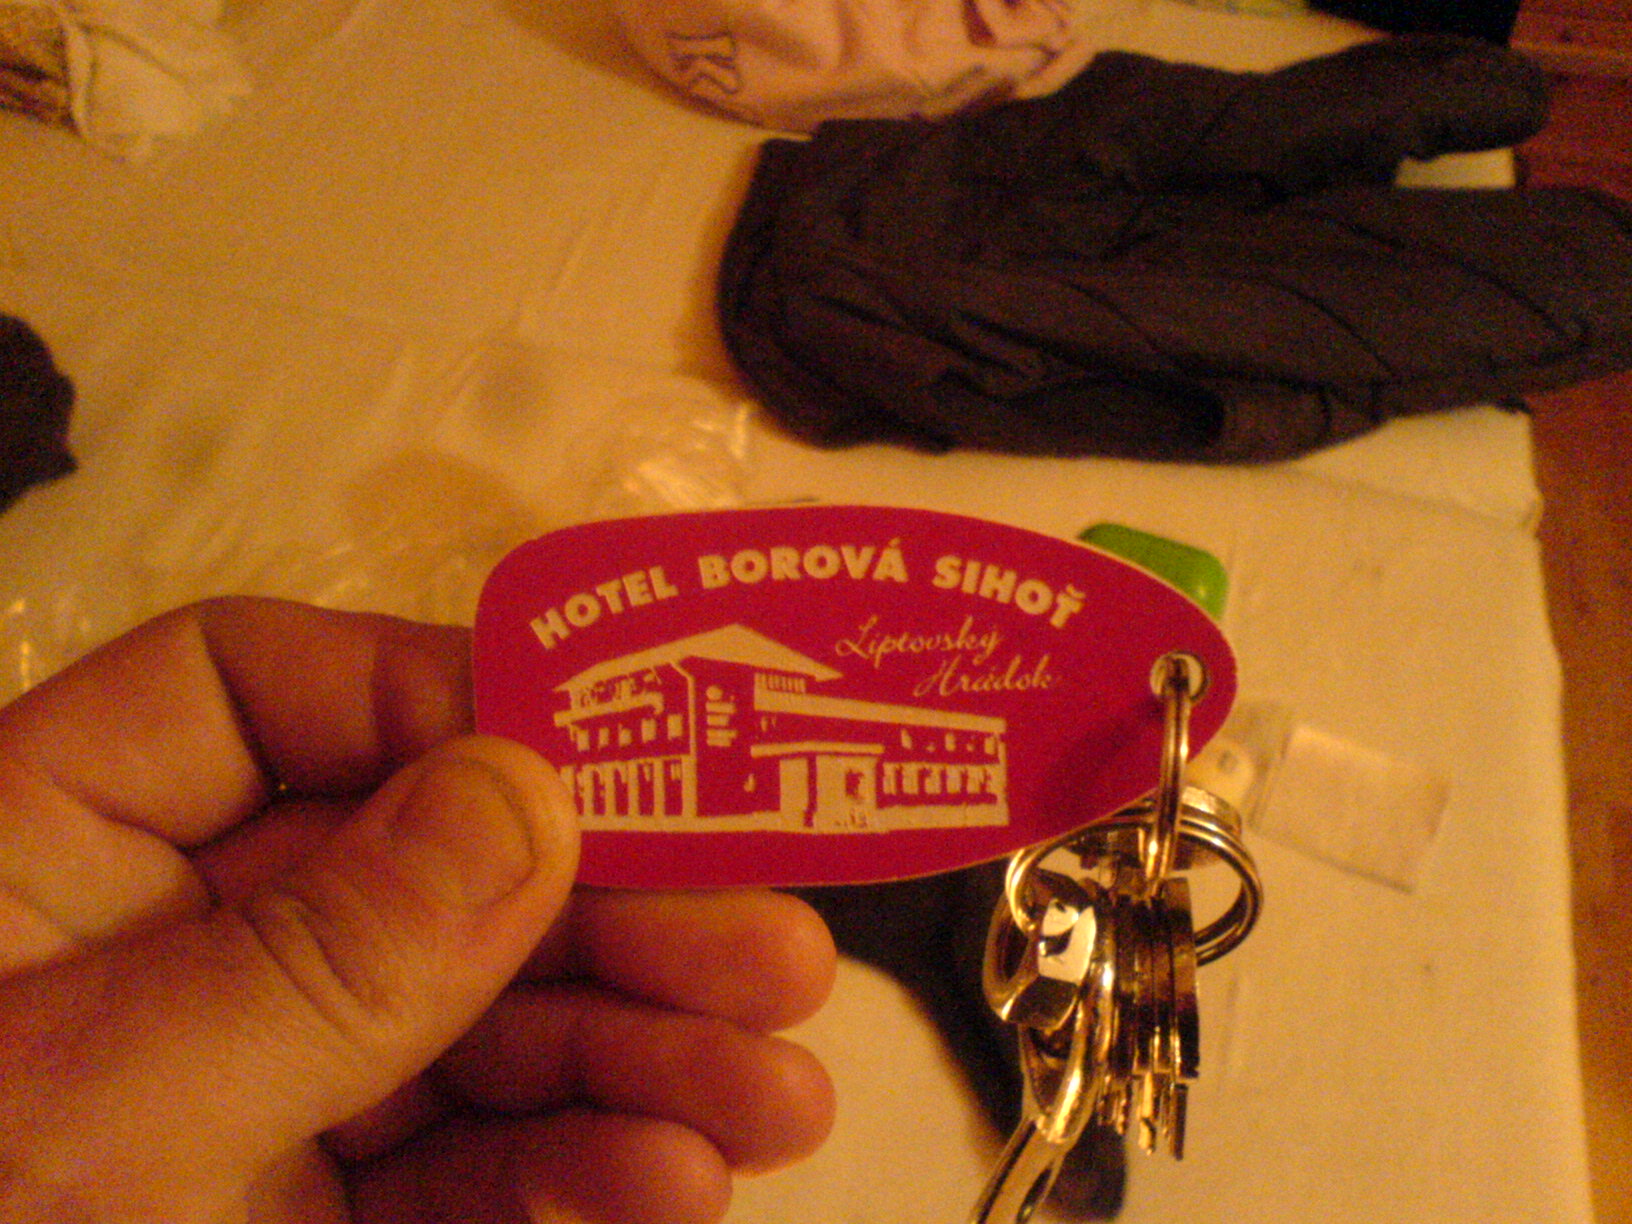 HOTEL BOROVÁ SIHOŤ
Liptovský
Hrádok